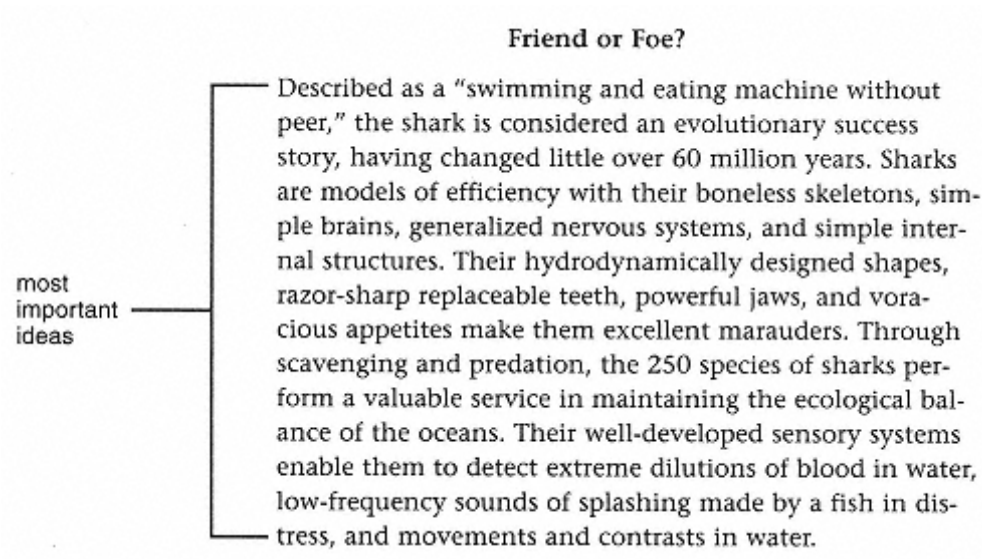 Friend or Foe?
Described as a “swimming and eating machine without
peer,” the shark is considered an evolutionary success
story, having changed little over 60 million years. Sharks
are models of efficiency with their boneless skeletons, sim-
ple brains, generalized nervous systems, and simple inter-
nal structures. Their hydrodynamically designed shapes,
razor-sharp replaceable teeth, powerful jaws, and vora-
cious appetites make them excellent marauders. Through
scavenging and predation, the 250 species of sharks per-
form a valuable service in maintaining the ecological bal-
ance of the oceans. Their well-developed sensory systems
enable them to detect extreme dilutions of blood in water,
low-frequency sounds of splashing made by a fish in dis-
tress, and movements and contrasts in water.
most
important
ideas